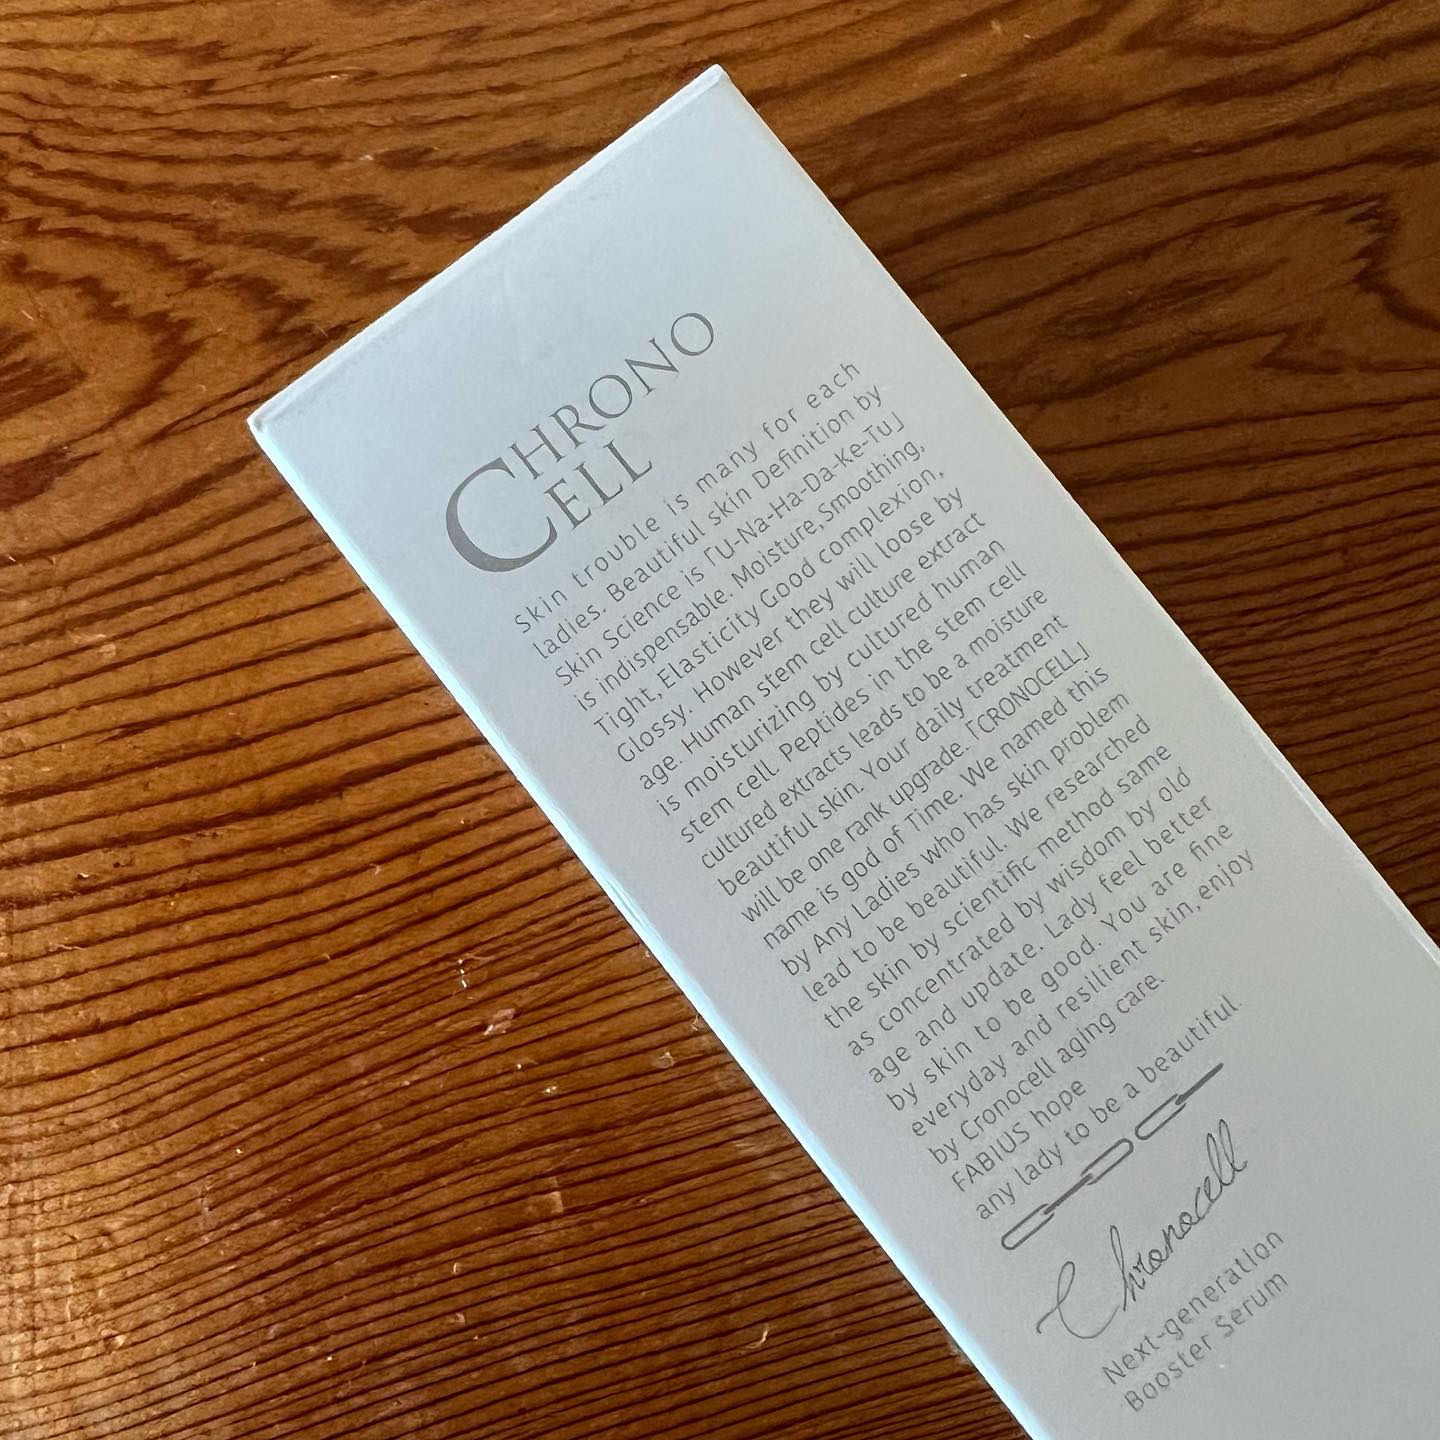 CHRONO
CELL
Skin trouble is many for each
ladies. Beautiful skin Definition by
Skin Science is「U-Na-Ha-Da-Ke-Tu」
is indispensable. Moisture,Smoothing,
Tight, Elasticity Good complexion,
Glossy. However they will loose by
age. Human stem cell culture extract
is moisturizing by cultured human
stem cell. Peptides in the stem cell
cultured extracts leads to be a moisture
beautiful skin. Your daily treatment
will be one rank upgrade.「CRONOCELL」
name is god of Time. We named this
by Any Ladies who has skin problem
lead to be beautiful. We researched
the skin by scientific method same
as concentrated by wisdom by old
age and update. Lady feel better
by skin to be good. You are fine
everyday and resilient skin, enjoy
by Cronocell aging care.
FABIUS hope
any lady to be a beautiful.
Chronocell
Next-generation
Booster Serum